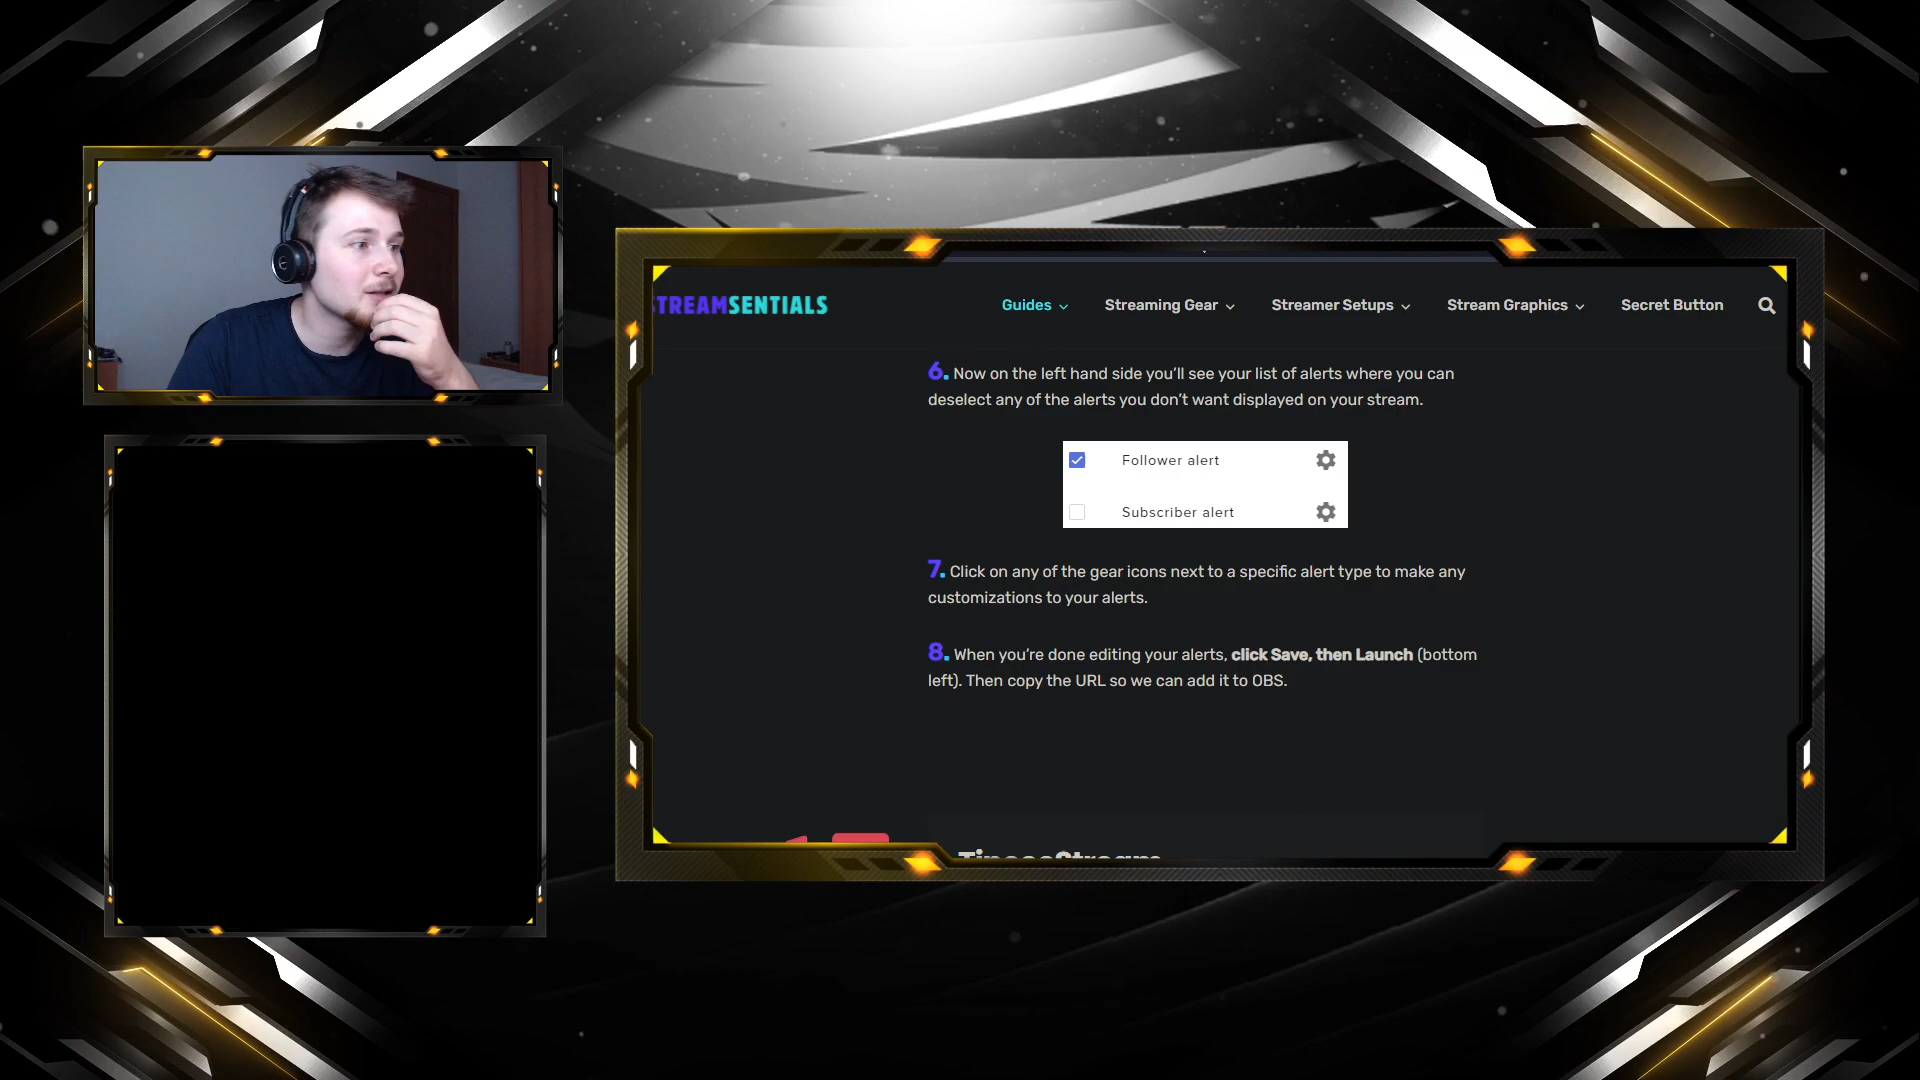 STREAMSENTIALS
Guides
Streaming Gear
Streamer Setups
Stream Graphics
Secret Button
6. Now on the left hand side you'll see your list of alerts where you can
deselect any of the alerts you don't want displayed on your stream.
Follower alert
Subscriber alert
7. Click on any of the gear icons next to a specific alert type to make any
customizations to your alerts.
8. When you're done editing your alerts, click Save, then Launch (bottom
left). Then copy the URL so we can add it to OBS.
TipeeeStream